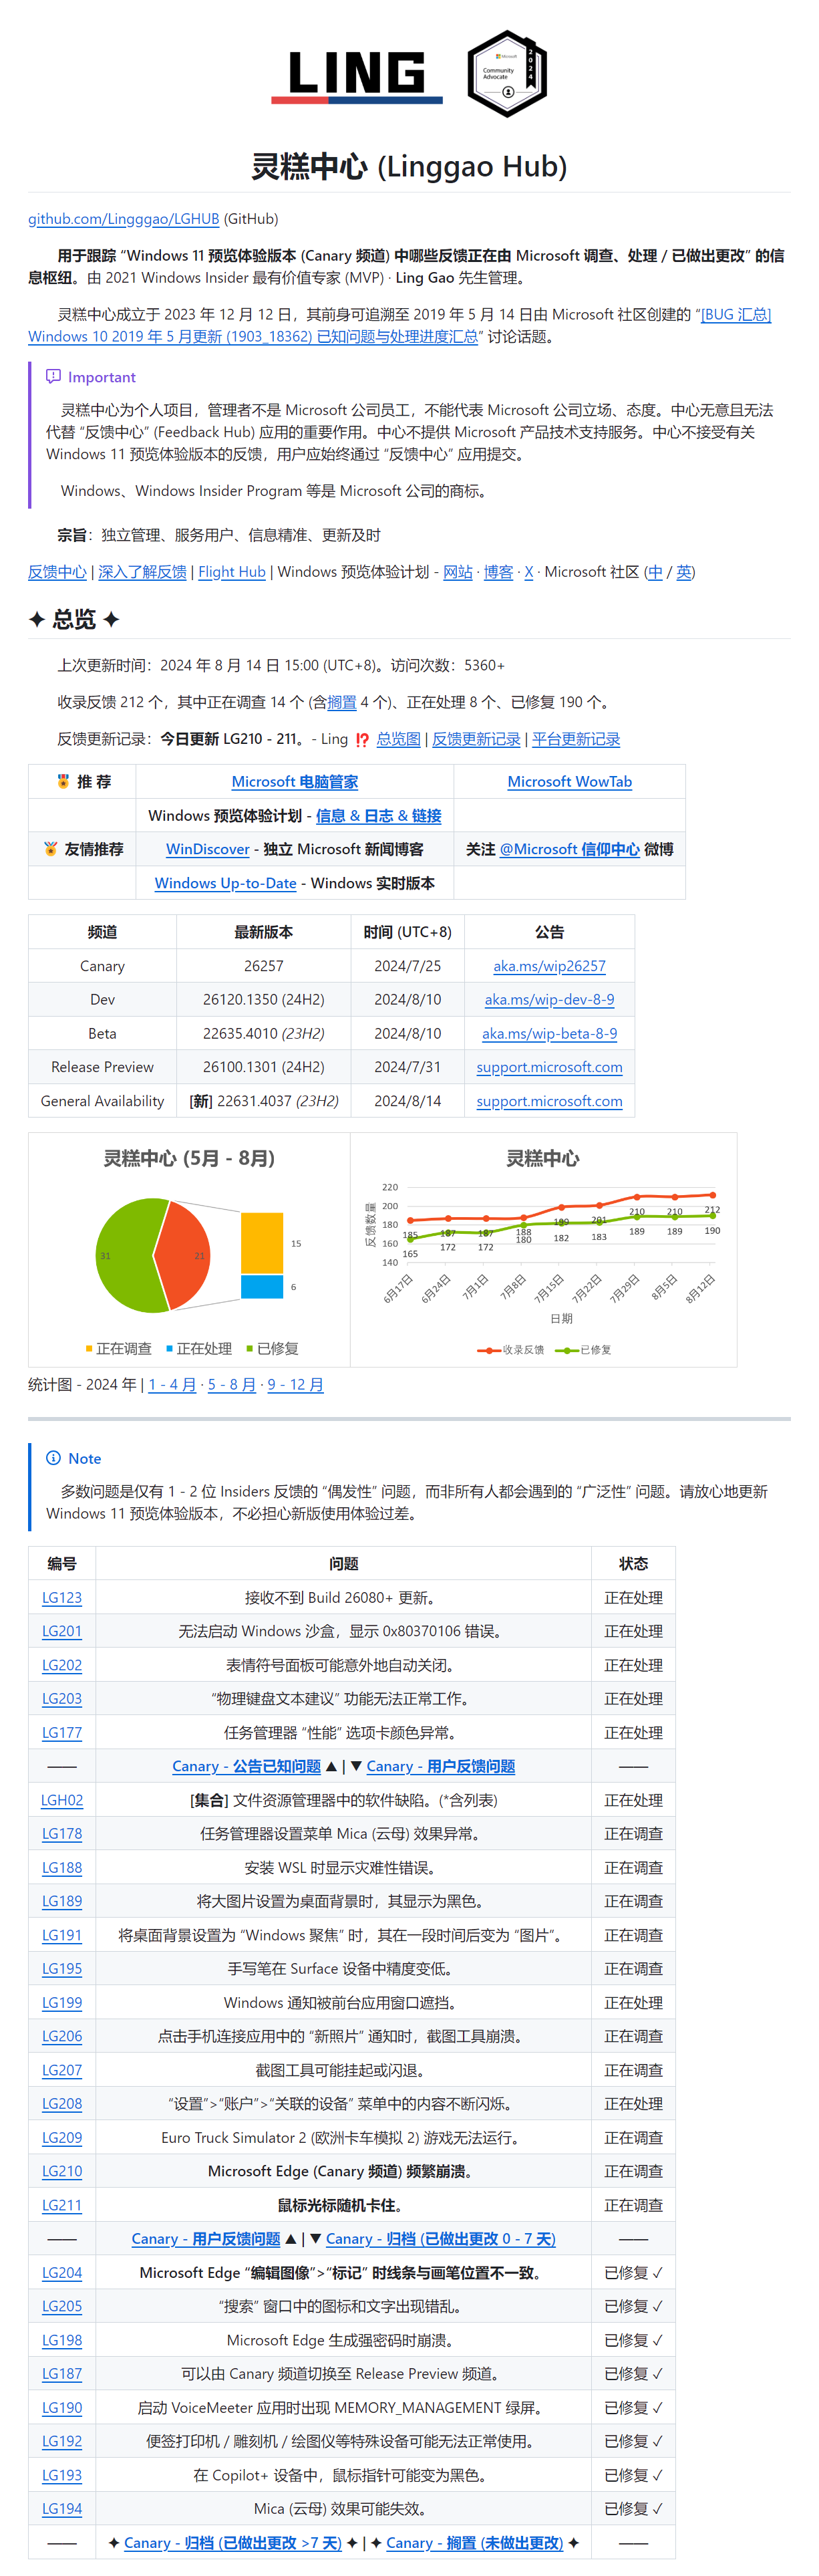 LING
Microsoft
Community
Advocate
2024
灵糕中心 (Linggao Hub)
github.com/Lingggao/LGHUB (GitHub)
用于跟踪 “Windows 11 预览体验版本 (Canary 频道) 中哪些反馈正在由 Microsoft 调查、处理 / 已做出更改” 的信
息枢纽。由 2021 Windows Insider 最有价值专家 (MVP) · Ling Gao 先生管理。
灵糕中心成立于 2023 年 12 月 12 日，其前身可追溯至 2019 年 5 月 14 日由 Microsoft 社区创建的 “[BUG 汇总]
Windows 10 2019 年 5 月更新 (1903_18362) 已知问题与处理进度汇总” 讨论话题。
Important
灵糕中心为个人项目，管理者不是 Microsoft 公司员工，不能代表 Microsoft 公司立场、态度。中心无意且无法
代替 “反馈中心” (Feedback Hub) 应用的重要作用。中心不提供 Microsoft 产品技术支持服务。中心不接受有关
Windows 11 预览体验版本的反馈，用户应始终通过 “反馈中心” 应用提交。
Windows、Windows Insider Program 等是 Microsoft 公司的商标。
宗旨：独立管理、服务用户、信息精准、更新及时
反馈中心 | 深入了解反馈 | Flight Hub | Windows 预览体验计划 - 网站 · 博客 · X · Microsoft 社区 (中 / 英)
✦ 总览 ✦
上次更新时间：2024 年 8 月 14 日 15:00 (UTC+8)。访问次数：5360+
收录反馈 212 个，其中正在调查 14 个 (含搁置 4 个)、正在处理 8 个、已修复 190 个。
反馈更新记录：今日更新 LG210 - 211。- Ling ⁉️ 总览图 | 反馈更新记录 | 平台更新记录
🏅 推 荐 Microsoft 电脑管家 Microsoft WowTab
Windows 预览体验计划 - 信息 & 日志 & 链接
🏅 友情推荐 WinDiscover - 独立 Microsoft 新闻博客 关注 @Microsoft 信仰中心 微博
Windows Up-to-Date - Windows 实时版本
频道 最新版本 时间 (UTC+8) 公告
Canary 26257 2024/7/25 aka.ms/wip26257
Dev 26120.1350 (24H2) 2024/8/10 aka.ms/wip-dev-8-9
Beta 22635.4010 (23H2) 2024/8/10 aka.ms/wip-beta-8-9
Release Preview 26100.1301 (24H2) 2024/7/31 support.microsoft.com
General Availability [新] 22631.4037 (23H2) 2024/8/14 support.microsoft.com
灵糕中心 (5月 - 8月)
31 21 15
6
正在调查 正在处理 已修复
灵糕中心
反馈数量
220
200
180
160
140
185 187 187 188 199 201 210 210 212
165 172 172 180 182 183 189 189 190
6月17日 6月24日 7月1日 7月8日 7月15日 7月22日 7月29日 8月5日 8月12日
日期
收录反馈 已修复
统计图 - 2024 年 | 1 - 4 月 · 5 - 8 月 · 9 - 12 月
Note
多数问题是仅有 1 - 2 位 Insiders 反馈的 “偶发性” 问题，而非所有人都会遇到的 “广泛性” 问题。请放心地更新
Windows 11 预览体验版本，不必担心新版使用体验过差。
编号 问题 状态
LG123 接收不到 Build 26080+ 更新。 正在处理
LG201 无法启动 Windows 沙盒，显示 0x80370106 错误。 正在处理
LG202 表情符号面板可能意外地自动关闭。 正在处理
LG203 “物理键盘文本建议” 功能无法正常工作。 正在处理
LG177 任务管理器 “性能” 选项卡颜色异常。 正在处理
—— Canary - 公告已知问题 ▲ | ▼ Canary - 用户反馈问题 ——
LGH02 [集合] 文件资源管理器中的软件缺陷。(*含列表) 正在处理
LG178 任务管理器设置菜单 Mica (云母) 效果异常。 正在调查
LG188 安装 WSL 时显示灾难性错误。 正在调查
LG189 将大图片设置为桌面背景时，其显示为黑色。 正在调查
LG191 将桌面背景设置为 “Windows 聚焦” 时，其在一段时间后变为 “图片”。 正在调查
LG195 手写笔在 Surface 设备中精度变低。 正在调查
LG199 Windows 通知被前台应用窗口遮挡。 正在处理
LG206 点击手机连接应用中的 “新照片” 通知时，截图工具崩溃。 正在调查
LG207 截图工具可能挂起或闪退。 正在调查
LG208 “设置”>“账户”>“关联的设备” 菜单中的内容不断闪烁。 正在处理
LG209 Euro Truck Simulator 2 (欧洲卡车模拟 2) 游戏无法运行。 正在调查
LG210 Microsoft Edge (Canary 频道) 频繁崩溃。 正在调查
LG211 鼠标光标随机卡住。 正在调查
—— Canary - 用户反馈问题 ▲ | ▼ Canary - 归档 (已做出更改 0 - 7 天) ——
LG204 Microsoft Edge “编辑图像”>“标记” 时线条与画笔位置不一致。 已修复 ✓
LG205 “搜索” 窗口中的图标和文字出现错乱。 已修复 ✓
LG198 Microsoft Edge 生成强密码时崩溃。 已修复 ✓
LG187 可以由 Canary 频道切换至 Release Preview 频道。 已修复 ✓
LG190 启动 VoiceMeeter 应用时出现 MEMORY_MANAGEMENT 绿屏。 已修复 ✓
LG192 便签打印机 / 雕刻机 / 绘图仪等特殊设备可能无法正常使用。 已修复 ✓
LG193 在 Copilot+ 设备中，鼠标指针可能变为黑色。 已修复 ✓
LG194 Mica (云母) 效果可能失效。 已修复 ✓
—— ✦ Canary - 归档 (已做出更改 >7 天) ✦ | ✦ Canary - 搁置 (未做出更改) ✦ ——